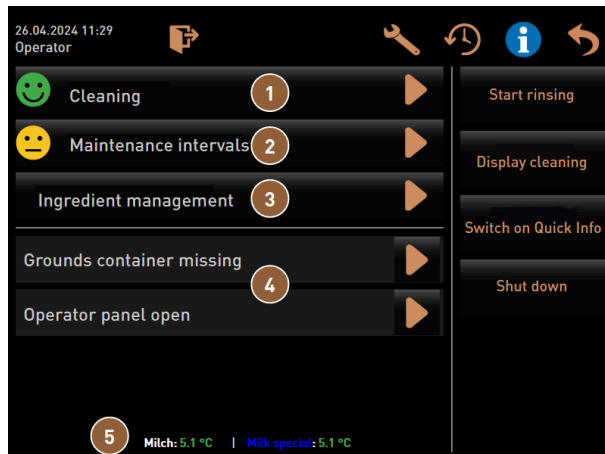 26.04.2024 11:29
Operator
i
Cleaning
1
Start rinsing
Maintenance intervals
2
Display cleaning
Ingredient management
3
Switch on Quick Info
Grounds container missing
4
Shut down
Operator panel open
5
Milch: 5.1 °C | Milk special: 5.1 °C